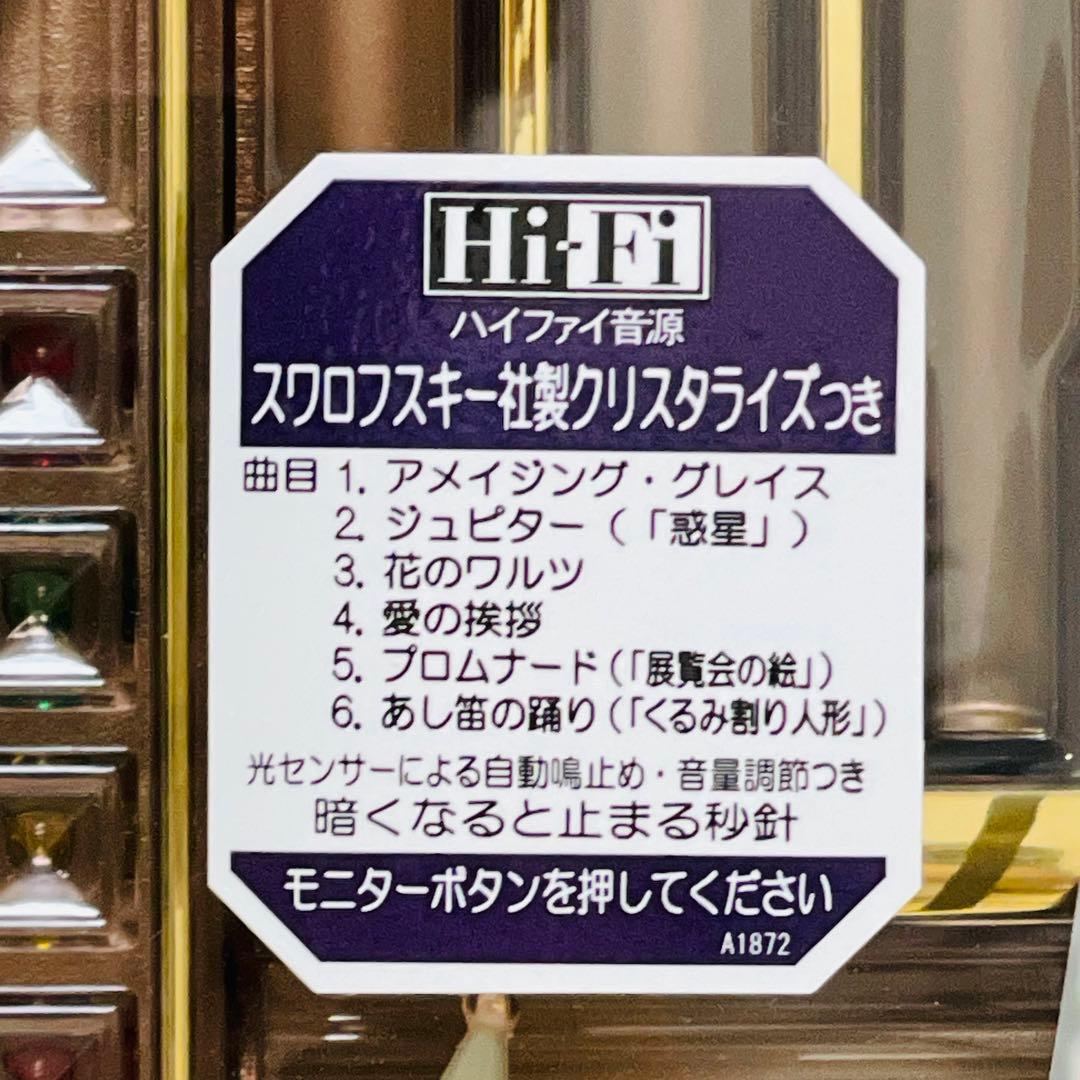 Hi-Fi
ハイファイ音源
スワロフスキー社製クリスタライズつき
曲目 1. アメイジング・グレイス
2. ジュピター(「惑星」)
3. 花のワルツ
4. 愛の挨拶
5. プロムナード(「展覧会の絵」)
6. あし笛の踊り(「くるみ割り人形」)
光センサーによる自動鳴止め・音量調節つき
暗くなると止まる秒針
モニターボタンを押してください
A1872